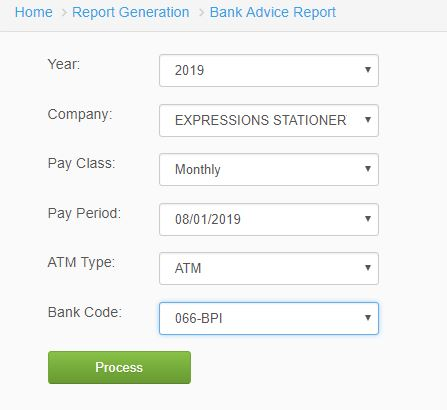 Home > Report Generation > Bank Advice Report
Year: 2019
Company: EXPRESSIONS STATIONER
Pay Class: Monthly
Pay Period: 08/01/2019
ATM Type: ATM
Bank Code: 066-BPI
Process